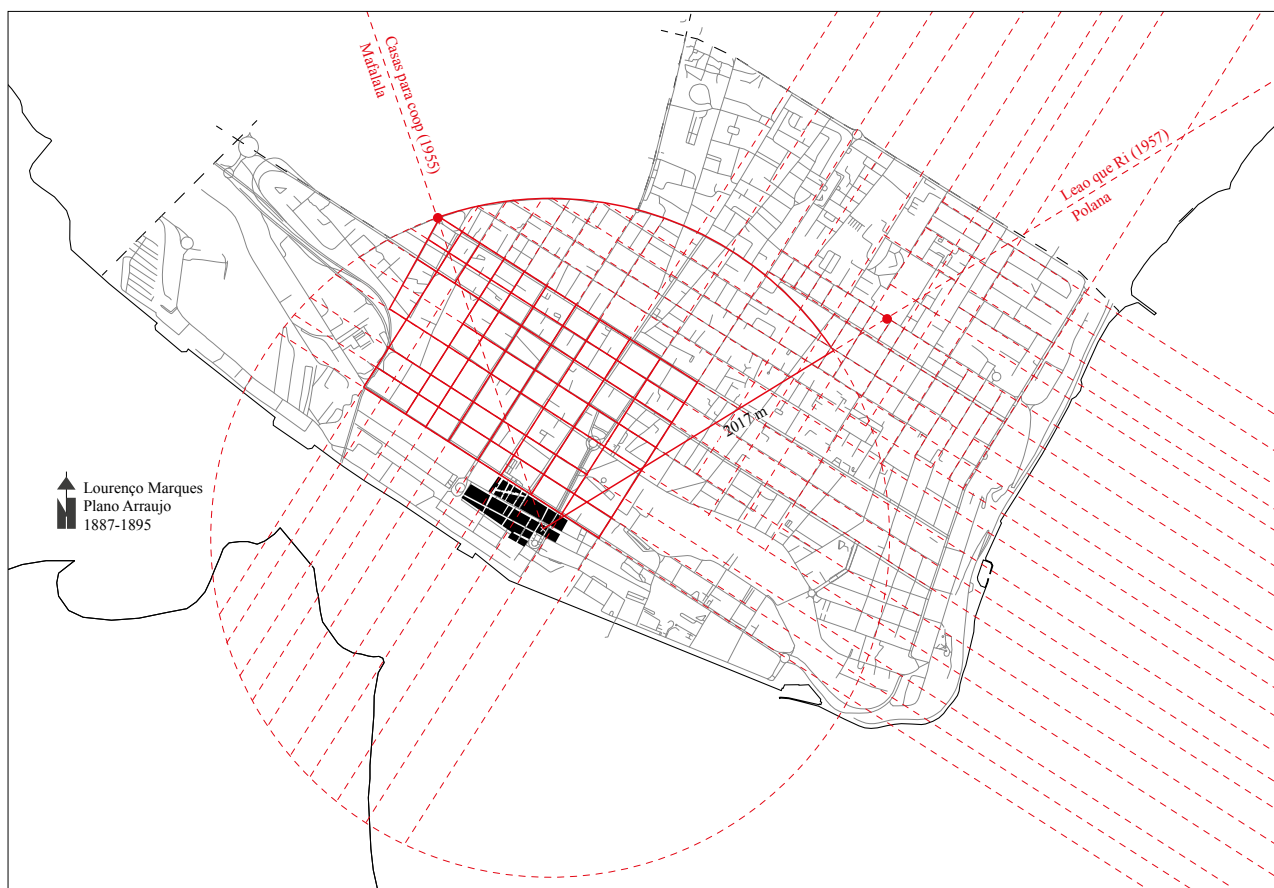 Casas para coop (1955)
Mafalala
Leao que Ri (1957)
Polana
2017 m
Lourenço Marques
Plano Arraujo
1887-1895